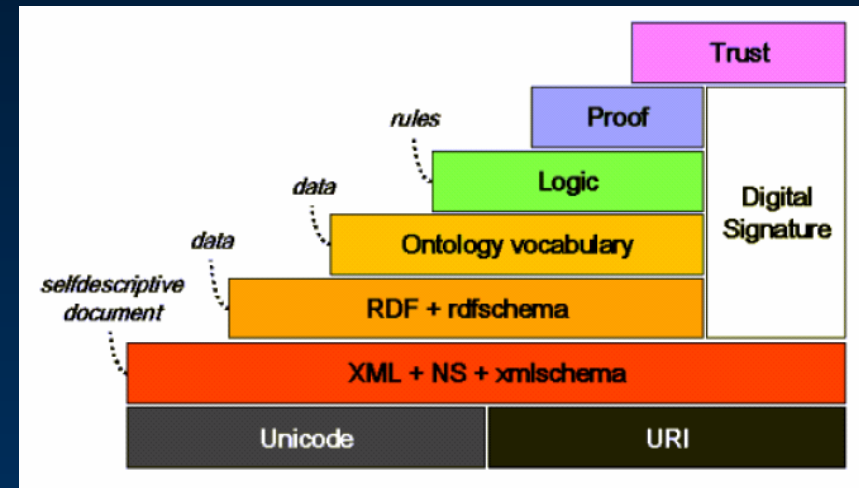 Trust
rules
Proof
data
Logic
Digital
Signature
data
Ontology vocabulary
selfdescriptive
document
RDF + rdfschema
XML + NS + xmlschema
Unicode
URI